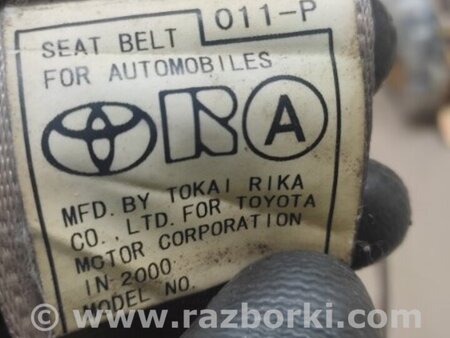 011-P
SEAT BELT
FOR AUTOMOBILES
A
MFD. BY TOKAI RIKA
CO., LTD. FOR TOYOTA
MOTOR CORPORATION
IN 2000
MODEL NO.
www.razborki.com